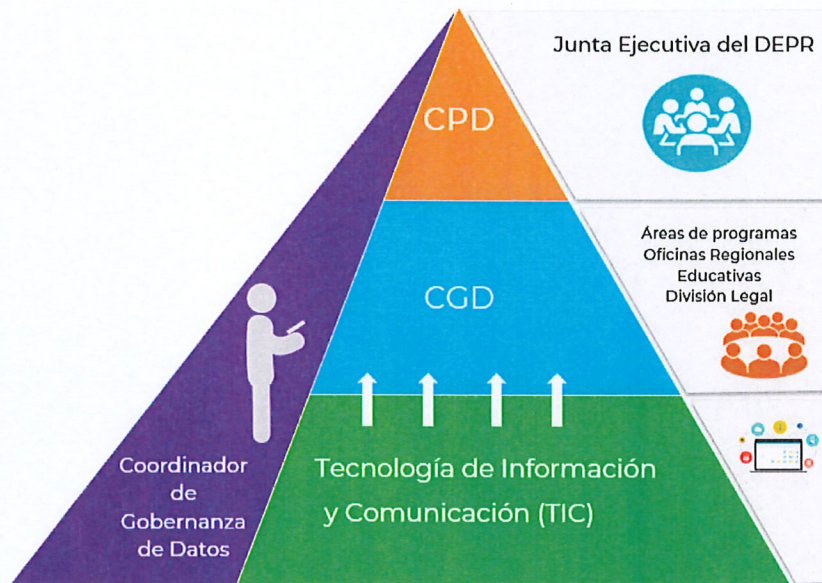 Junta Ejecutiva del DEPR
CPD
Áreas de programas
Oficinas Regionales
Educativas
División Legal
CGD
Coordinador
de
Gobernanza
de Datos
Tecnología de Información
y Comunicación (TIC)